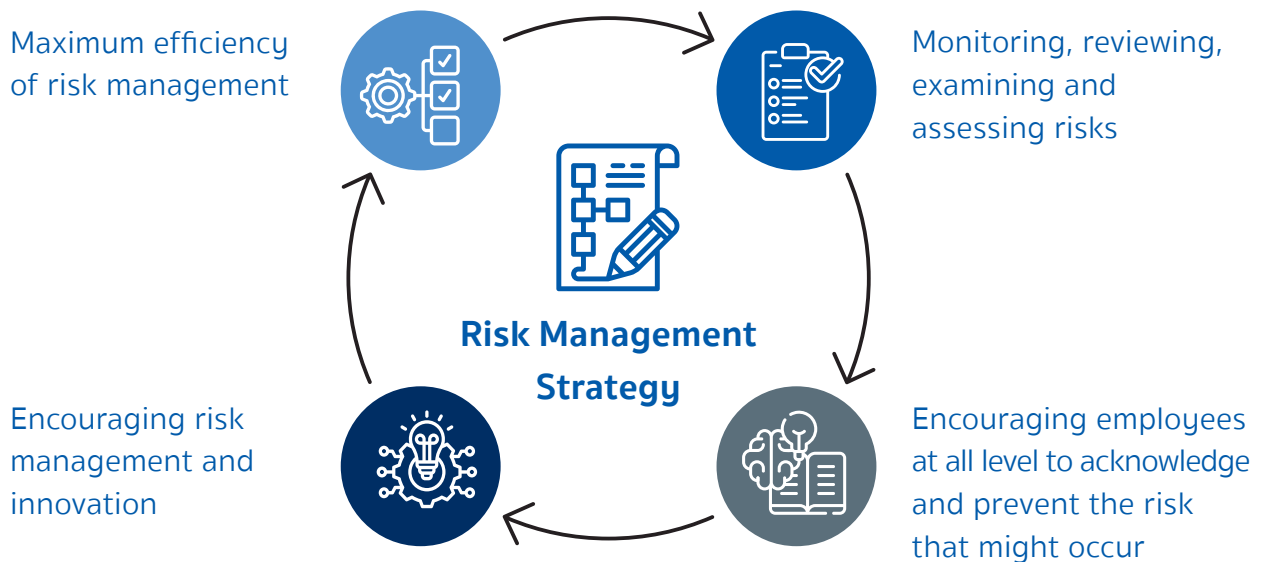 Maximum efficiency
of risk management
Monitoring, reviewing,
examining and
assessing risks
Risk Management
Strategy
Encouraging risk
management and
innovation
Encouraging employees
at all level to acknowledge
and prevent the risk
that might occur